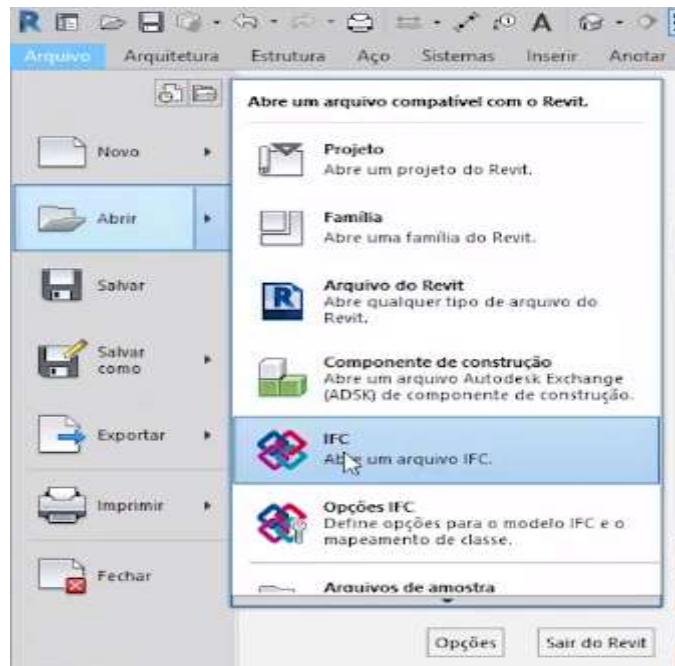 Arquivo Arquitetura Estrutura Aço Sistemas Inserir Anotar
Abre um arquivo compatível com o Revit.
Novo
Abrir
Salvar
Salvar
como
Exportar
Imprimir
Fechar
Projeto
Abre um projeto do Revit.
Família
Abre uma família do Revit.
Arquivo do Revit
Abre qualquer tipo de arquivo do
Revit.
Componente de construção
Abre um arquivo Autodesk Exchange
(ADSK) de componente de construção.
IFC
Abre um arquivo IFC.
Opções IFC
Define opções para o modelo IFC e o
mapeamento de classe.
Arquivos de amostra
Opções Sair do Revit